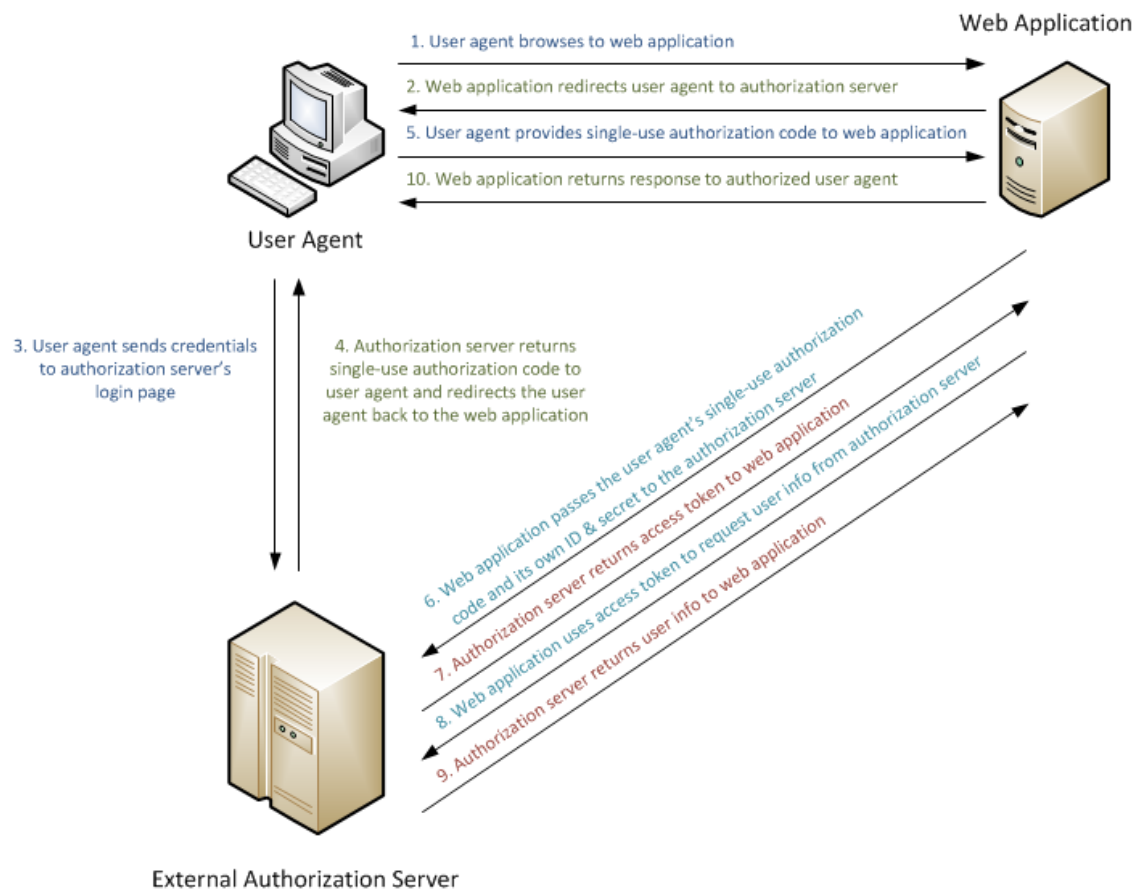 Web Application
1. User agent browses to web application
2. Web application redirects user agent to authorization server
5. User agent provides single-use authorization code to web application
10. Web application returns response to authorized user agent
User Agent
3. User agent sends credentials
to authorization server’s
login page
4. Authorization server returns
single-use authorization code to
user agent and redirects the user
agent back to the web application
6. Web application passes the user agent’s single-use authorization
code and its own ID & secret to the authorization server
7. Authorization server returns access token to web application
8. Web application uses access token to request user info from authorization server
9. Authorization server returns user info to web application
External Authorization Server